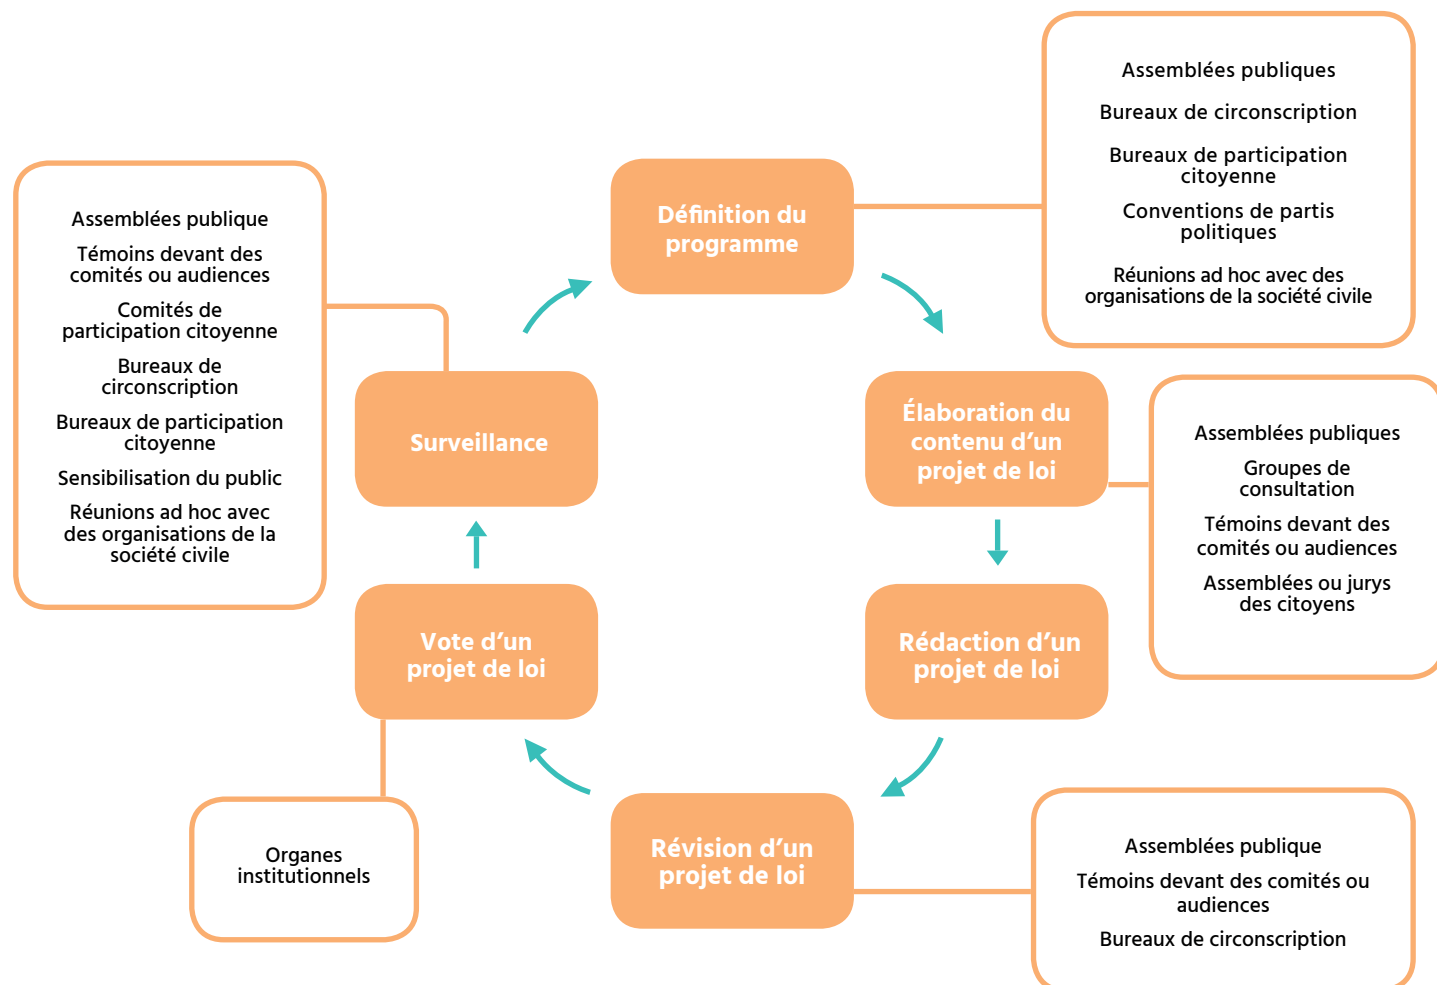 Définition du
programme
Assemblées publiques
Bureaux de circonscription
Bureaux de participation
citoyenne
Conventions de partis
politiques
Réunions ad hoc avec des
organisations de la société civile
Élaboration du
contenu d’un
projet de loi
Assemblées publiques
Groupes de
consultation
Témoins devant des
comités ou audiences
Assemblées ou jurys
des citoyens
Rédaction d’un
projet de loi
Révision d’un
projet de loi
Assemblées publique
Témoins devant des comités ou
audiences
Bureaux de circonscription
Vote d’un
projet de loi
Organes
institutionnels
Surveillance
Assemblées publique
Témoins devant des
comités ou audiences
Comités de
participation citoyenne
Bureaux de
circonscription
Bureaux de participation
citoyenne
Sensibilisation du public
Réunions ad hoc avec
des organisations de la
société civile